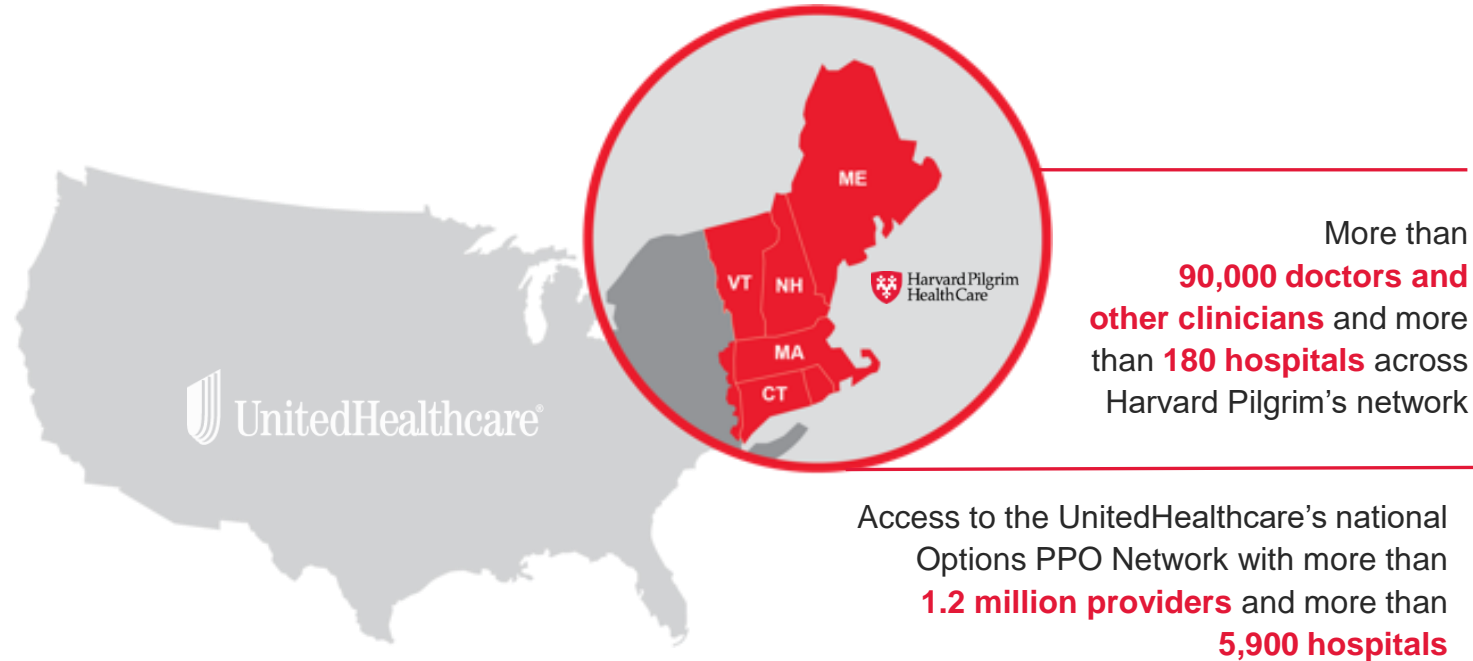 ME
VT
NH
MA
CT
Harvard Pilgrim
HealthCare
UnitedHealthcare®
More than
90,000 doctors and
other clinicians and more
than 180 hospitals across
Harvard Pilgrim’s network
Access to the UnitedHealthcare’s national
Options PPO Network with more than
1.2 million providers and more than
5,900 hospitals